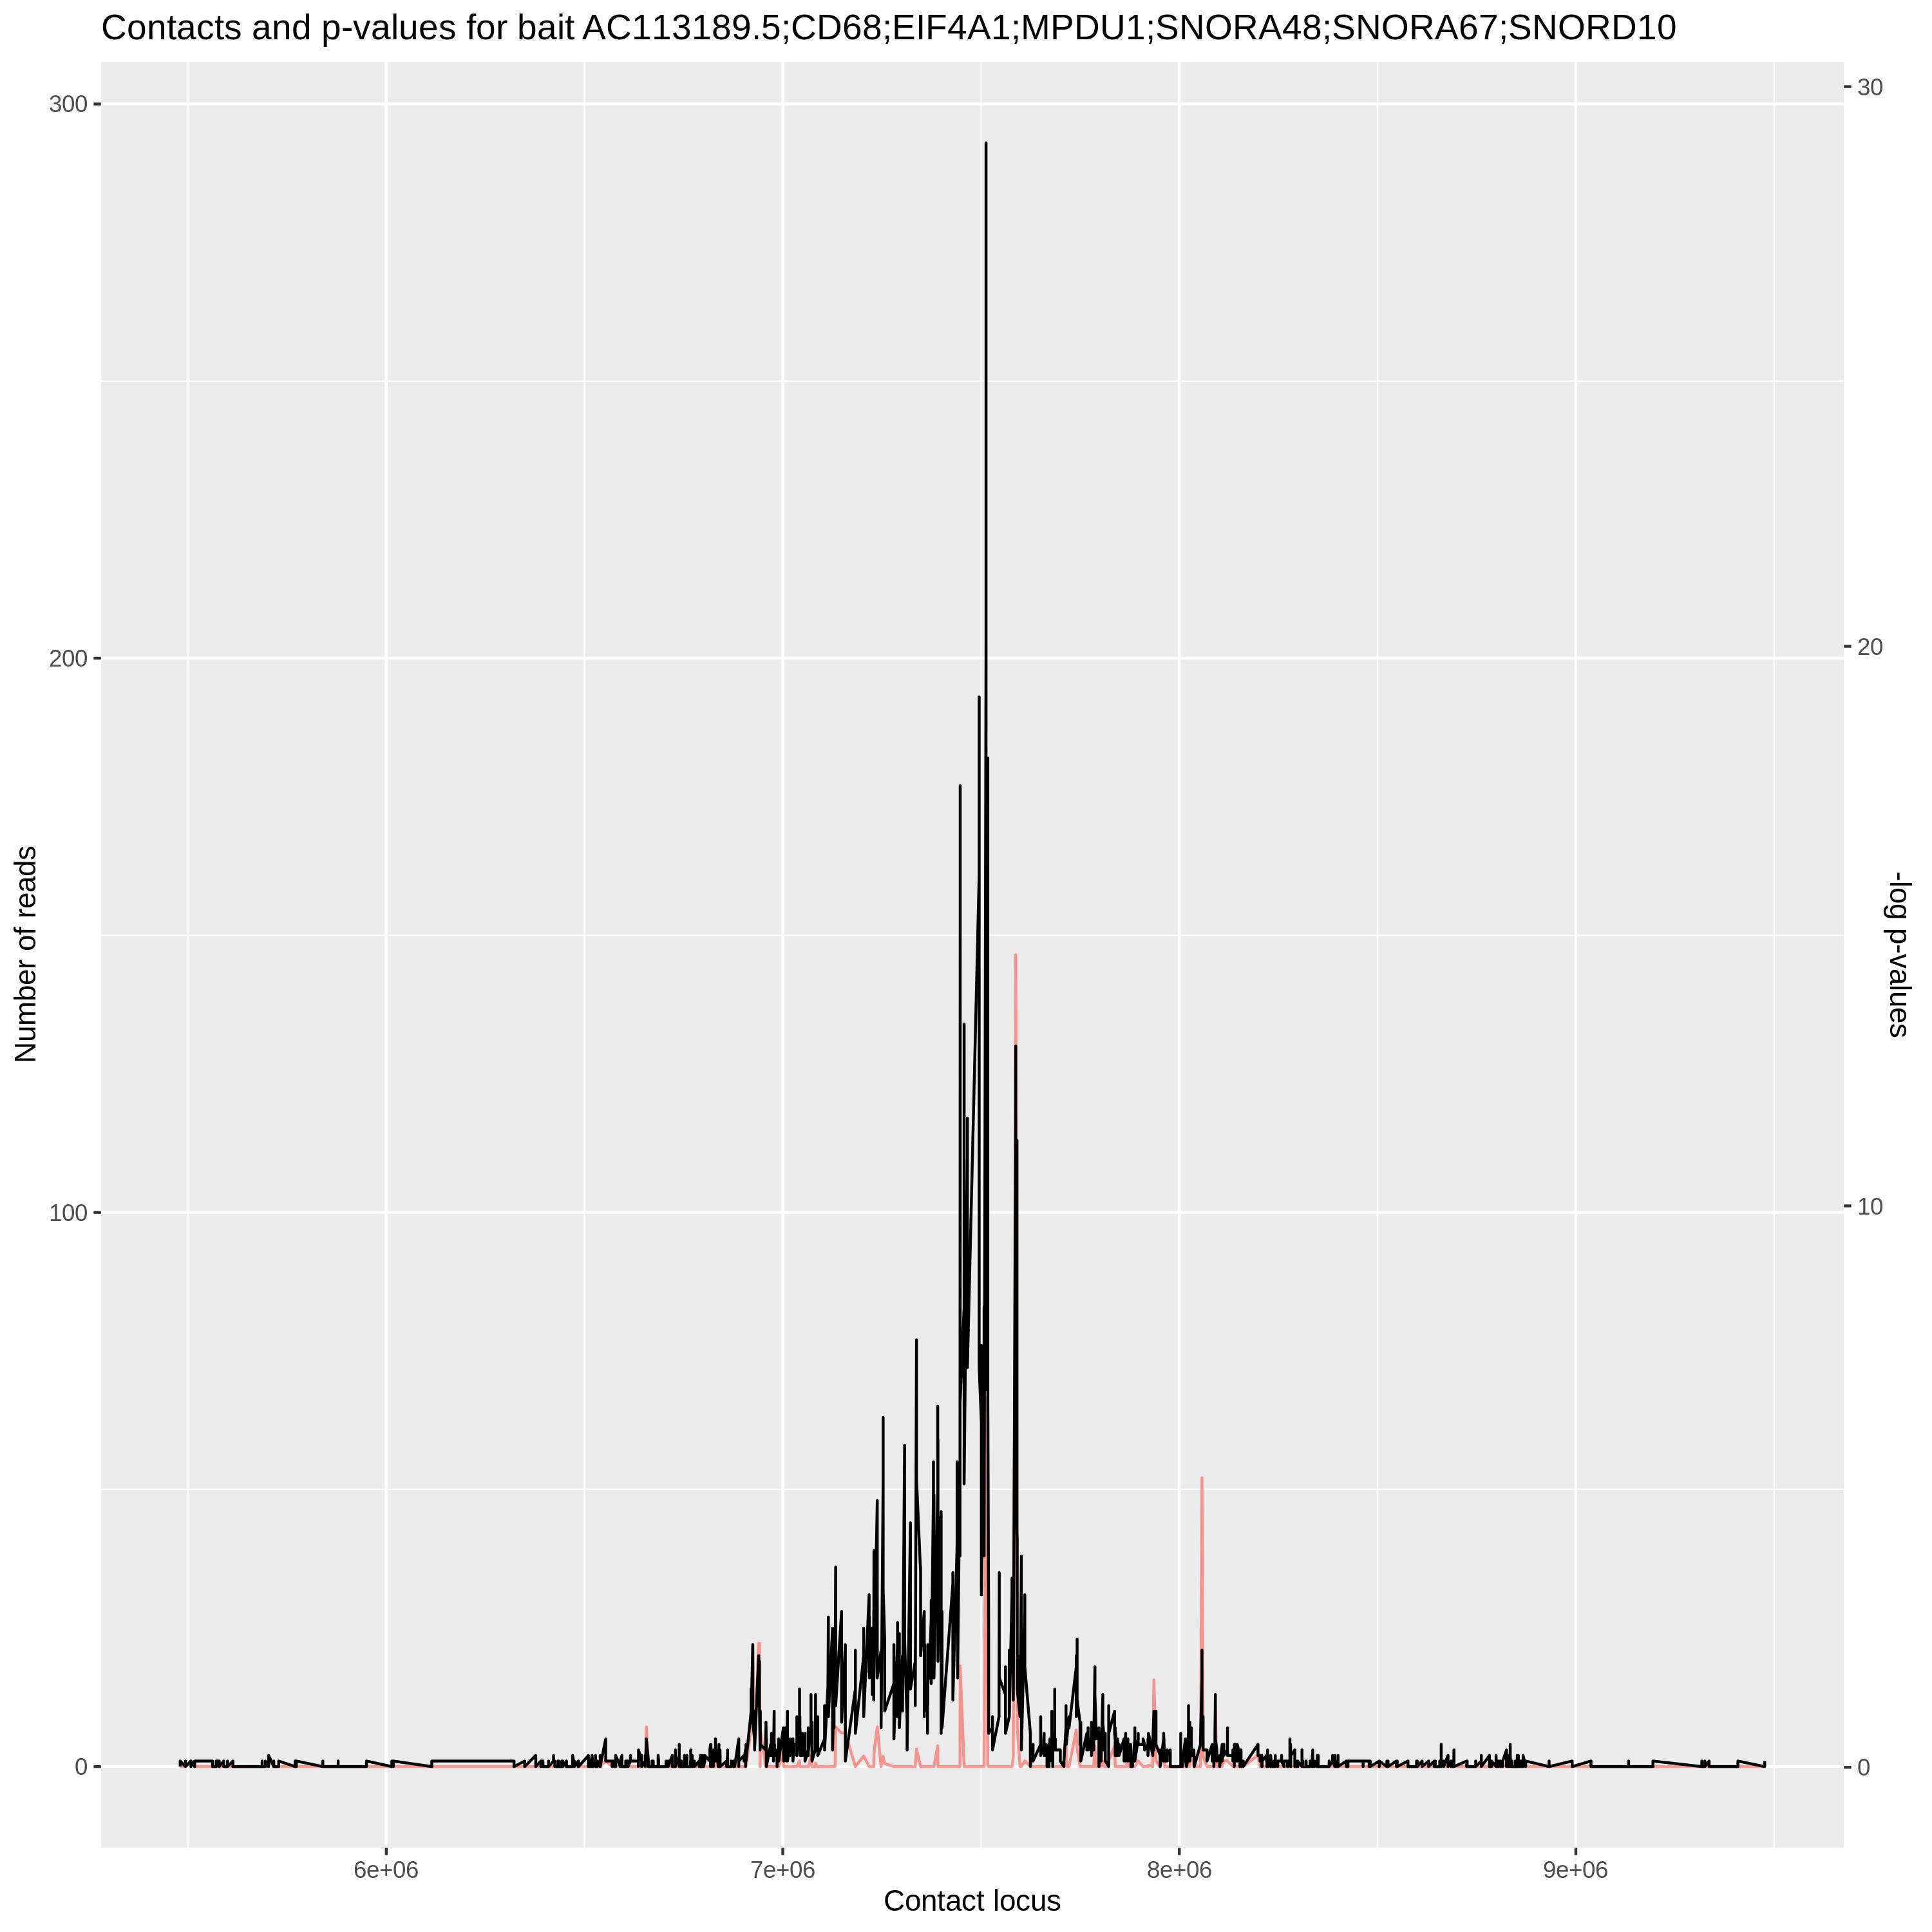 Contacts and p-values for bait AC113189.5;CD68;EIF4A1;MPDU1;SNORA48;SNORA67;SNORD10
300
200
100
0
Number of reads
30
20
10
0
-log p-values
6e+06
7e+06
8e+06
9e+06
Contact locus